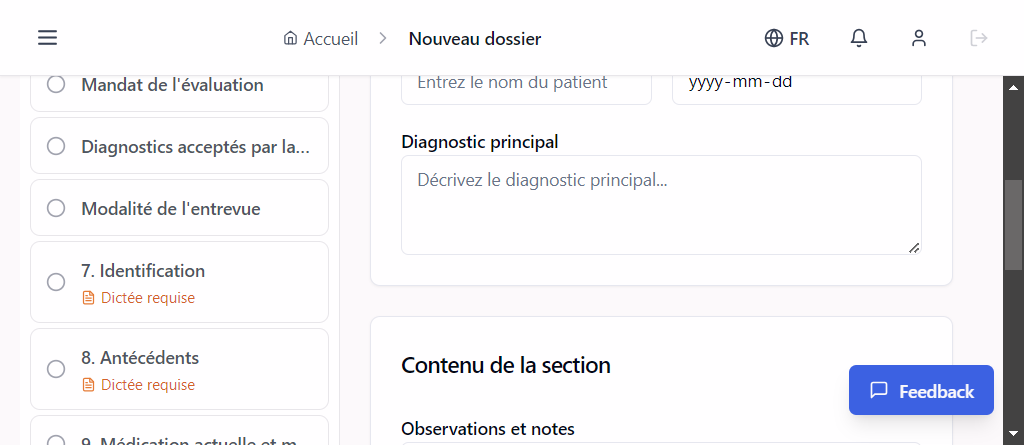 Accueil
Nouveau dossier
FR
Mandat de l'évaluation
Diagnostics acceptés par la...
Modalité de l'entrevue
7. Identification
Dictée requise
8. Antécédents
Dictée requise
9. Médication actuelle et m...
Entrez le nom du patient
yyyy-mm-dd
Diagnostic principal
Décrivez le diagnostic principal...
Contenu de la section
Observations et notes
Feedback